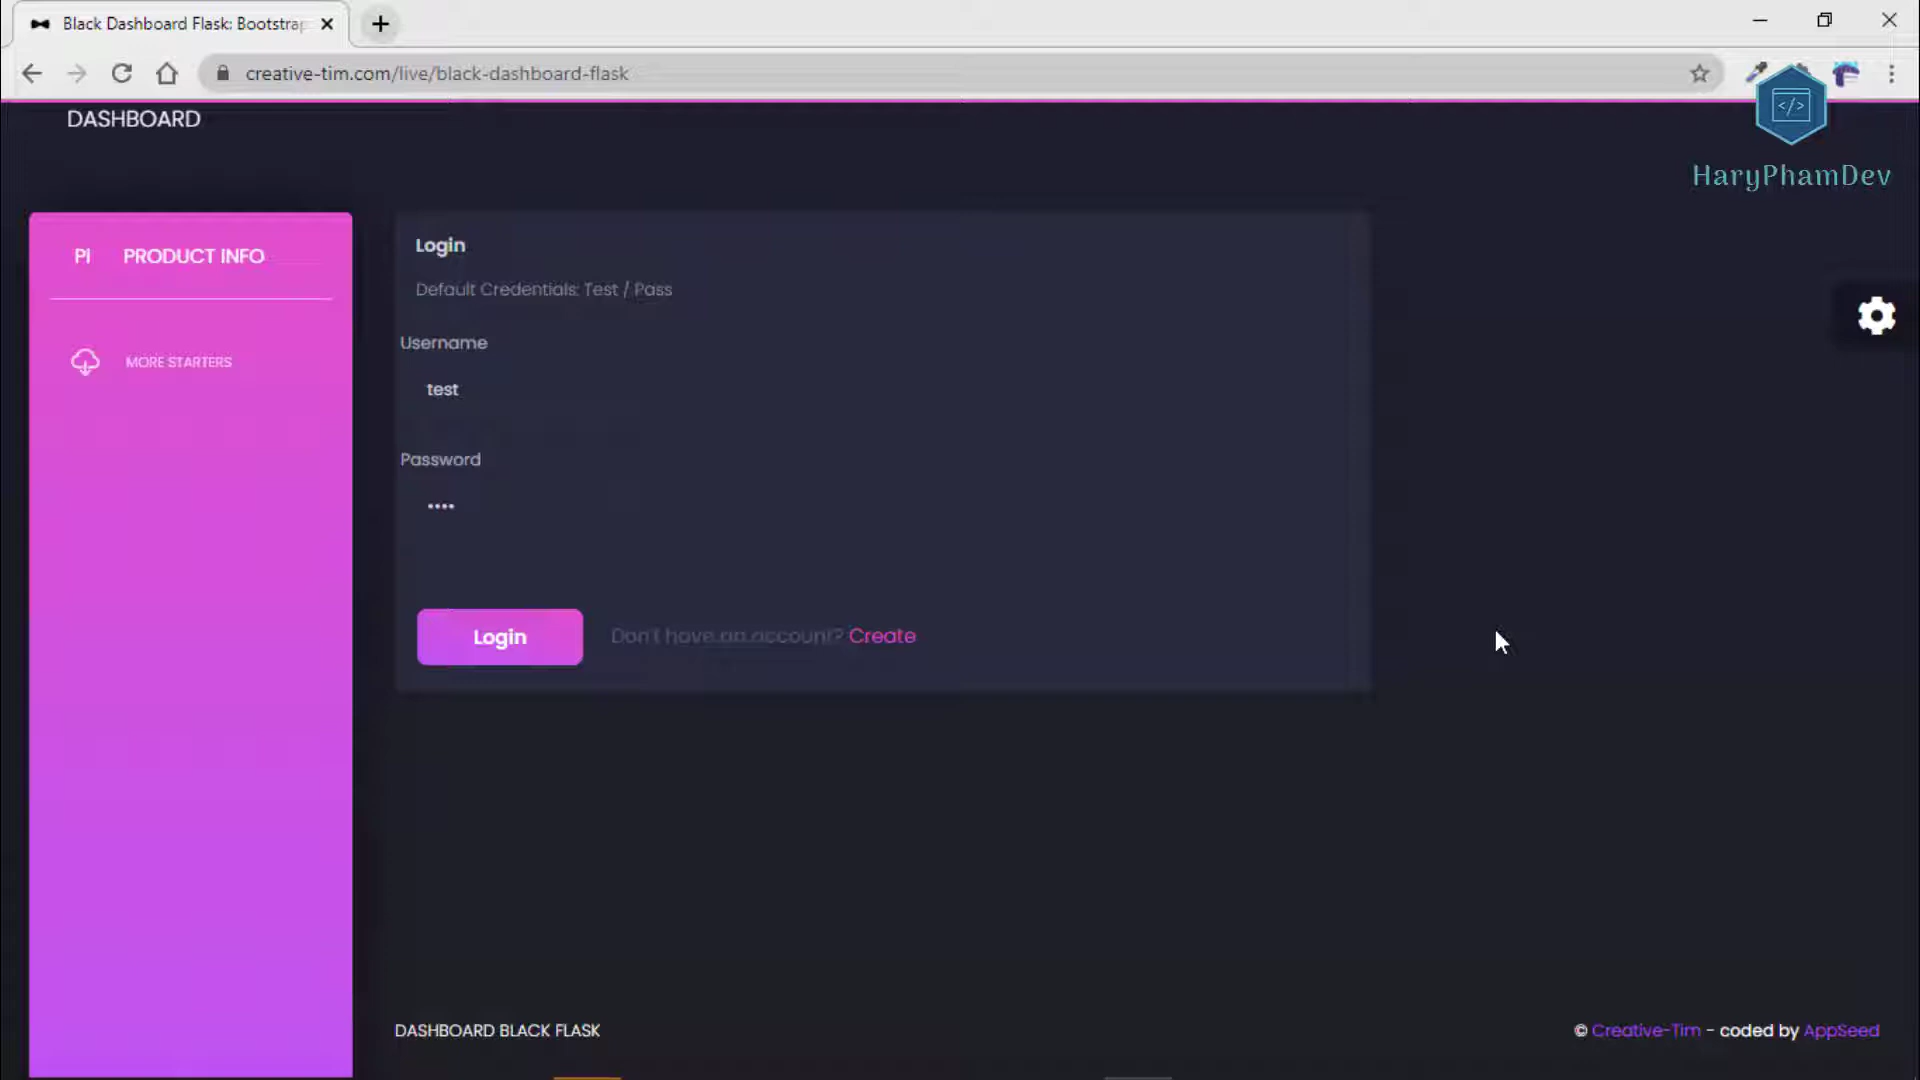 Black Dashboard Flask: Bootstrap
creative-tim.com/live/black-dashboard-flask
DASHBOARD
</>
HaryPhamDev
PI PRODUCT INFO
MORE STARTERS
Login
Default Credentials: Test / Pass
Username
test
Password
••••
Login Don't have an account? Create
DASHBOARD BLACK FLASK
© Creative-Tim - coded by AppSeed